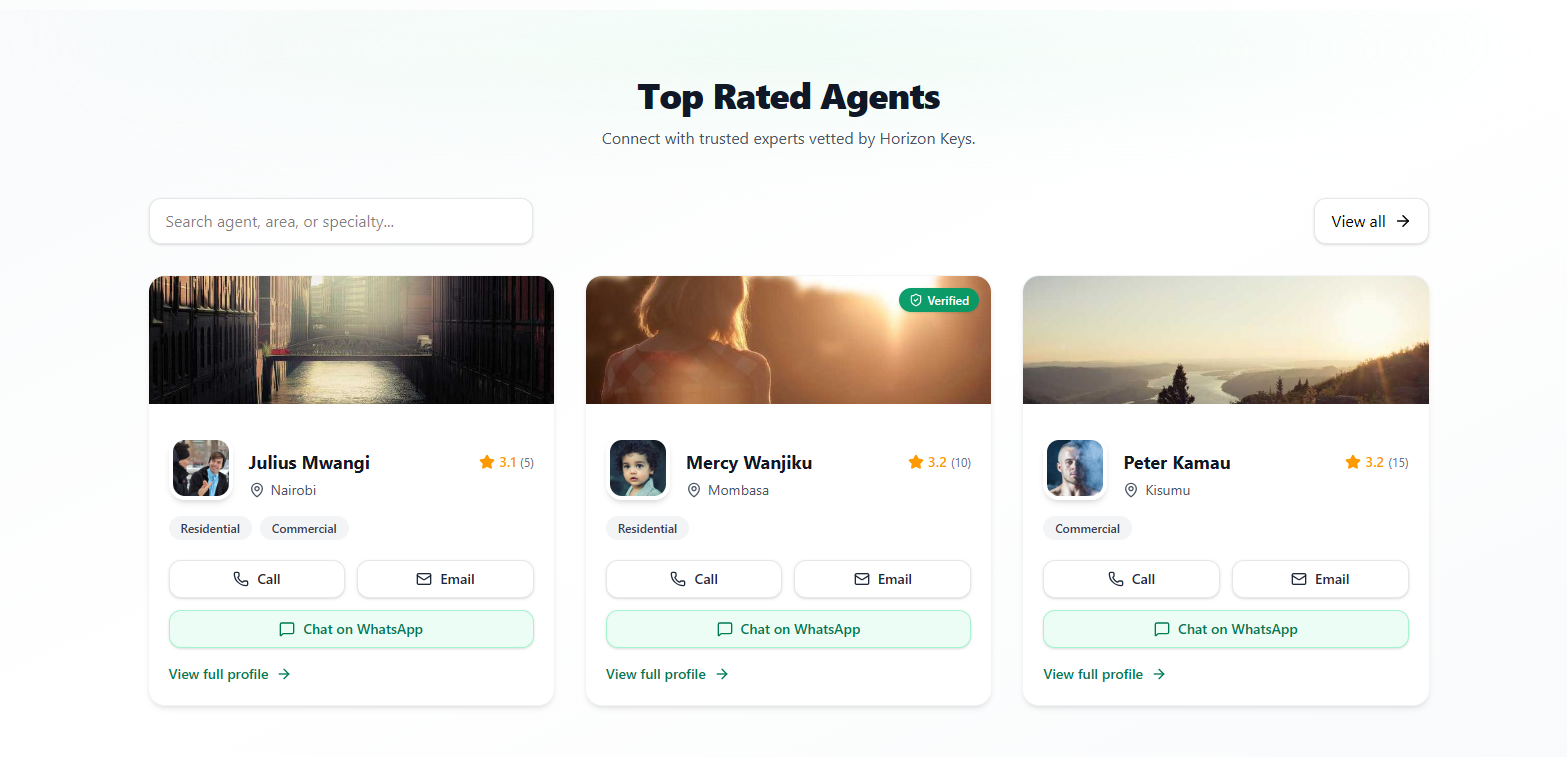 Top Rated Agents
Connect with trusted experts vetted by Horizon Keys.
Search agent, area, or specialty...
View all
Verified
Julius Mwangi
3.1 (5)
Nairobi
Residential
Commercial
Call
Email
Chat on WhatsApp
View full profile
Mercy Wanjiku
3.2 (10)
Mombasa
Residential
Call
Email
Chat on WhatsApp
View full profile
Peter Kamau
3.2 (15)
Kisumu
Commercial
Call
Email
Chat on WhatsApp
View full profile